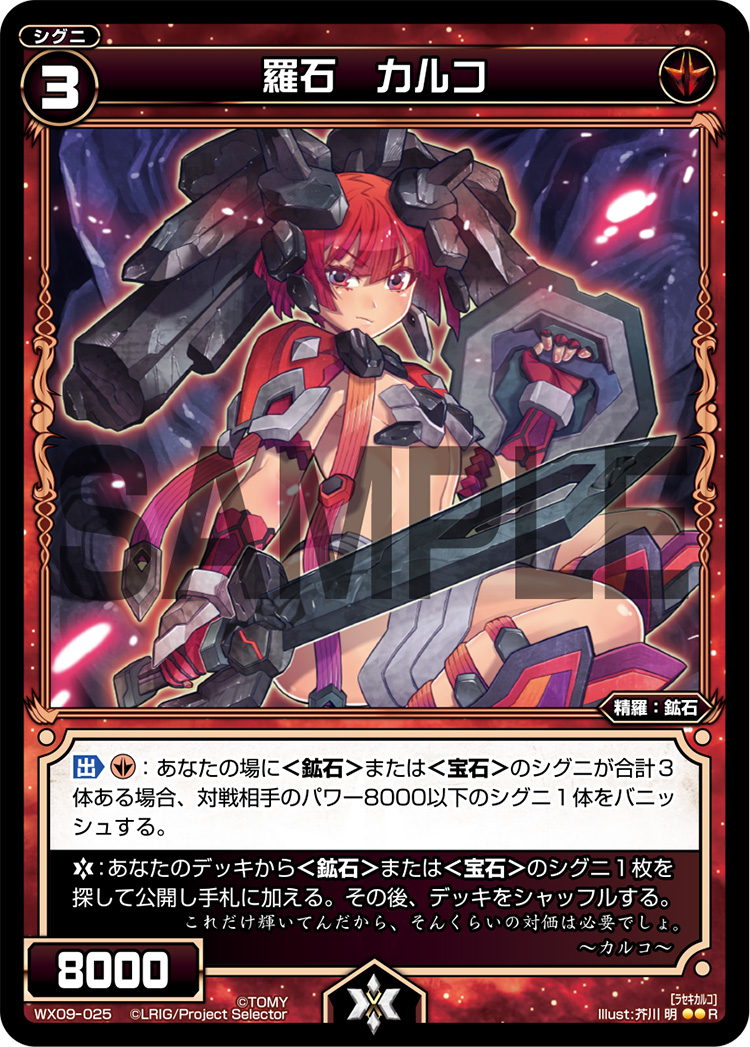 シグニ
3
羅石 カルコ
SAMPLE
精羅：鉱石
出 ：あなたの場に＜鉱石＞または＜宝石＞のシグニが合計３
体ある場合、対戦相手のパワー8000以下のシグニ１体をバニッ
シュする。
：あなたのデッキから＜鉱石＞または＜宝石＞のシグニ１枚を
探して公開し手札に加える。その後、デッキをシャッフルする。
これだけ輝いてんだから、そんくらいの対価は必要でしょ。
～カルコ～
8000
©TOMY
[ラセキカルコ]
WX09-025 ©LRIG/Project Selector
Illust:芥川 明 R